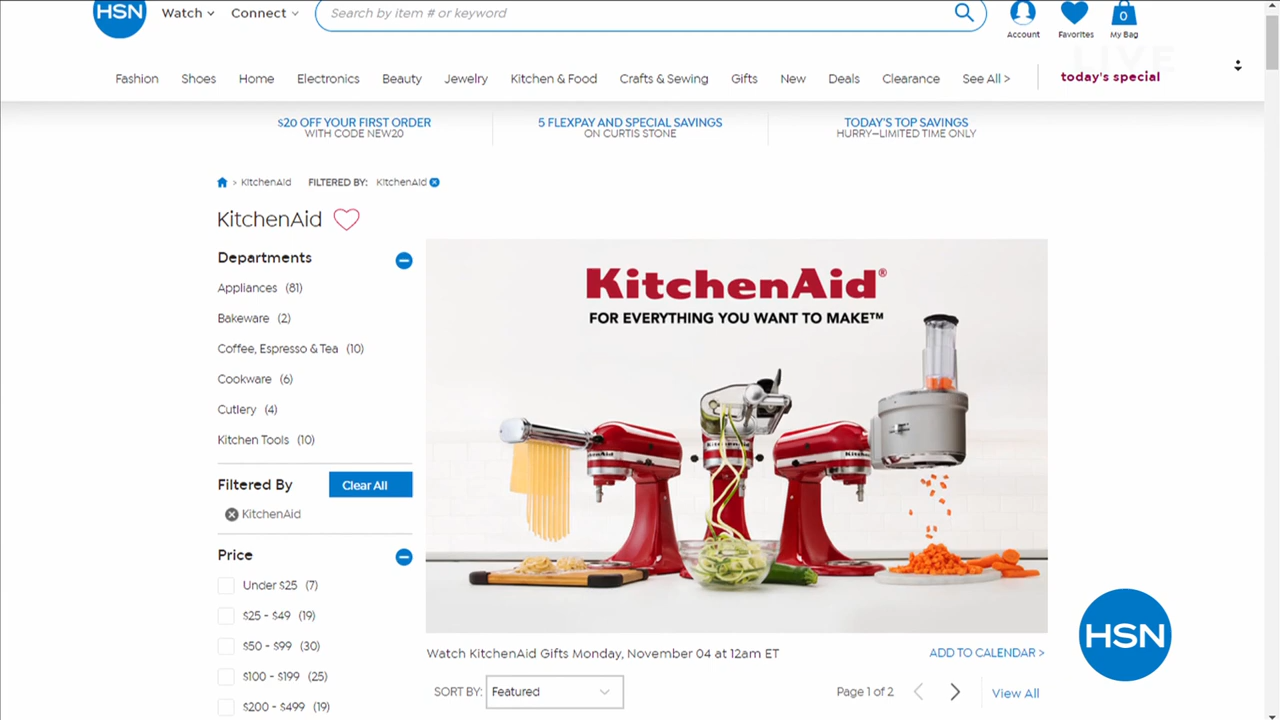 HSN
Watch
Connect
Search by item # or keyword
Account
Favorites
0
My Bag
Fashion
Shoes
Home
Electronics
Beauty
Jewelry
Kitchen & Food
Crafts & Sewing
Gifts
New
Deals
Clearance
See All >
LIVE
today's special
$20 OFF YOUR FIRST ORDER
WITH CODE NEW20
5 FLEXPAY AND SPECIAL SAVINGS
ON CURTIS STONE
TODAY'S TOP SAVINGS
HURRY—LIMITED TIME ONLY
> KitchenAid FILTERED BY: KitchenAid
KitchenAid
Departments
Appliances (81)
Bakeware (2)
Coffee, Espresso & Tea (10)
Cookware (6)
Cutlery (4)
Kitchen Tools (10)
Filtered By
Clear All
KitchenAid
Price
Under $25 (7)
$25 - $49 (19)
$50 - $99 (30)
$100 - $199 (25)
$200 - $499 (19)
KitchenAid®
FOR EVERYTHING YOU WANT TO MAKE™
KitchenAid
KitchenAid
KitchenAid
HSN
Watch KitchenAid Gifts Monday, November 04 at 12am ET
ADD TO CALENDAR >
SORT BY: Featured
Page 1 of 2
View All